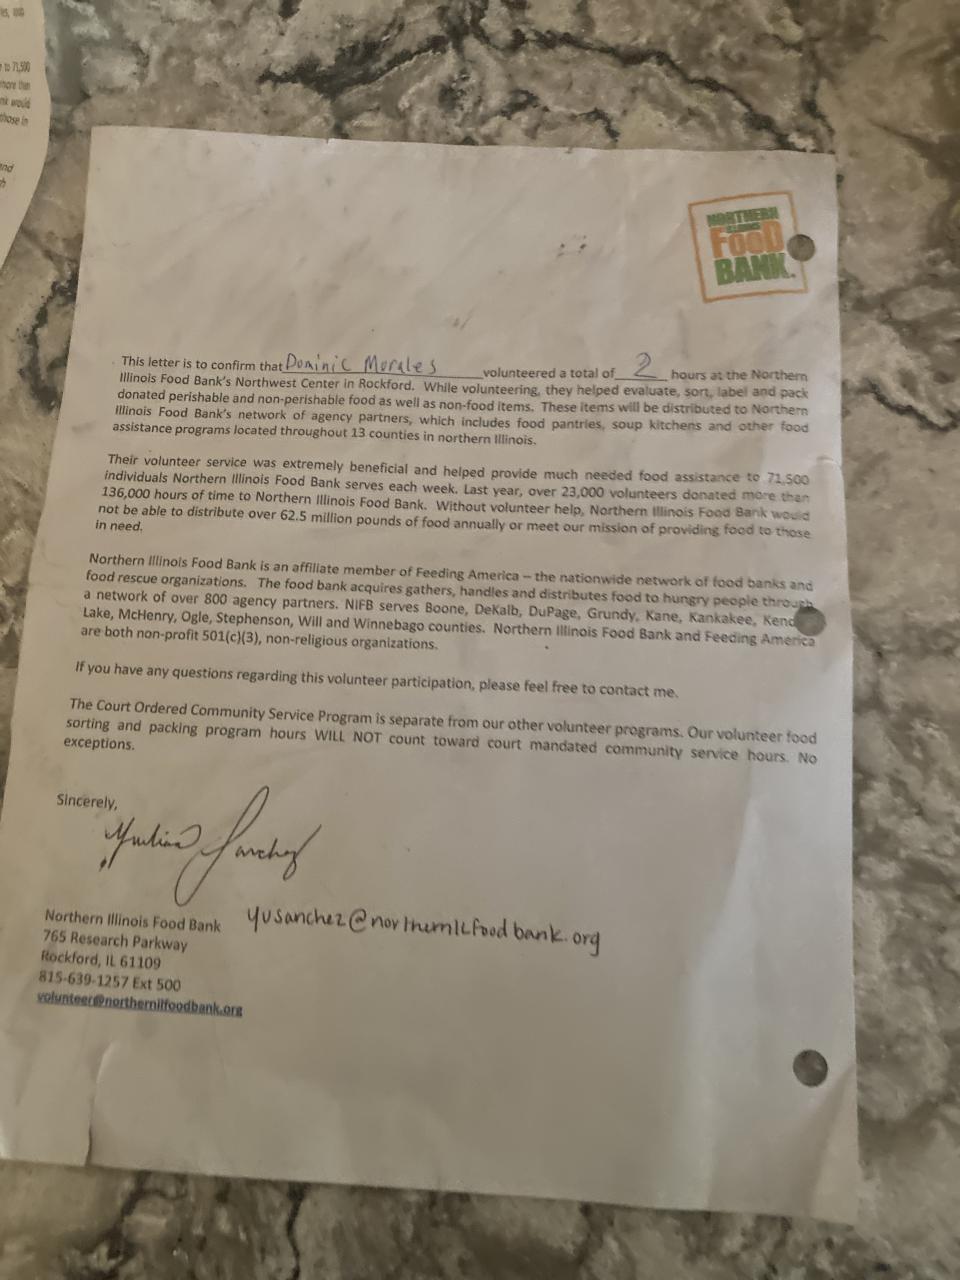 es, and
e to 71,500
more than
nk would
those in
and
h
NORTHERN
ILLINOIS
FOOD
BANK.
This letter is to confirm that Dominic Morales volunteered a total of 2 hours at the Northern
Illinois Food Bank's Northwest Center in Rockford. While volunteering, they helped evaluate, sort, label and pack
donated perishable and non-perishable food as well as non-food items. These items will be distributed to Northern
Illinois Food Bank's network of agency partners, which includes food pantries, soup kitchens and other food
assistance programs located throughout 13 counties in northern Illinois.
Their volunteer service was extremely beneficial and helped provide much needed food assistance to 71,500
individuals Northern Illinois Food Bank serves each week. Last year, over 23,000 volunteers donated more than
136,000 hours of time to Northern Illinois Food Bank. Without volunteer help, Northern Illinois Food Bank would
not be able to distribute over 62.5 million pounds of food annually or meet our mission of providing food to those
in need.
Northern Illinois Food Bank is an affiliate member of Feeding America – the nationwide network of food banks and
food rescue organizations. The food bank acquires gathers, handles and distributes food to hungry people through
a network of over 800 agency partners. NIFB serves Boone, DeKalb, DuPage, Grundy, Kane, Kankakee, Kend
Lake, McHenry, Ogle, Stephenson, Will and Winnebago counties. Northern Illinois Food Bank and Feeding America
are both non-profit 501(c)(3), non-religious organizations.
If you have any questions regarding this volunteer participation, please feel free to contact me.
The Court Ordered Community Service Program is separate from our other volunteer programs. Our volunteer food
sorting and packing program hours WILL NOT count toward court mandated community service hours. No
exceptions.
Sincerely,
Yuliana Sanchez
Northern Illinois Food Bank yusanchez@northernilfoodbank.org
765 Research Parkway
Rockford, IL 61109
815-639-1257 Ext 500
volunteer@northernilfoodbank.org